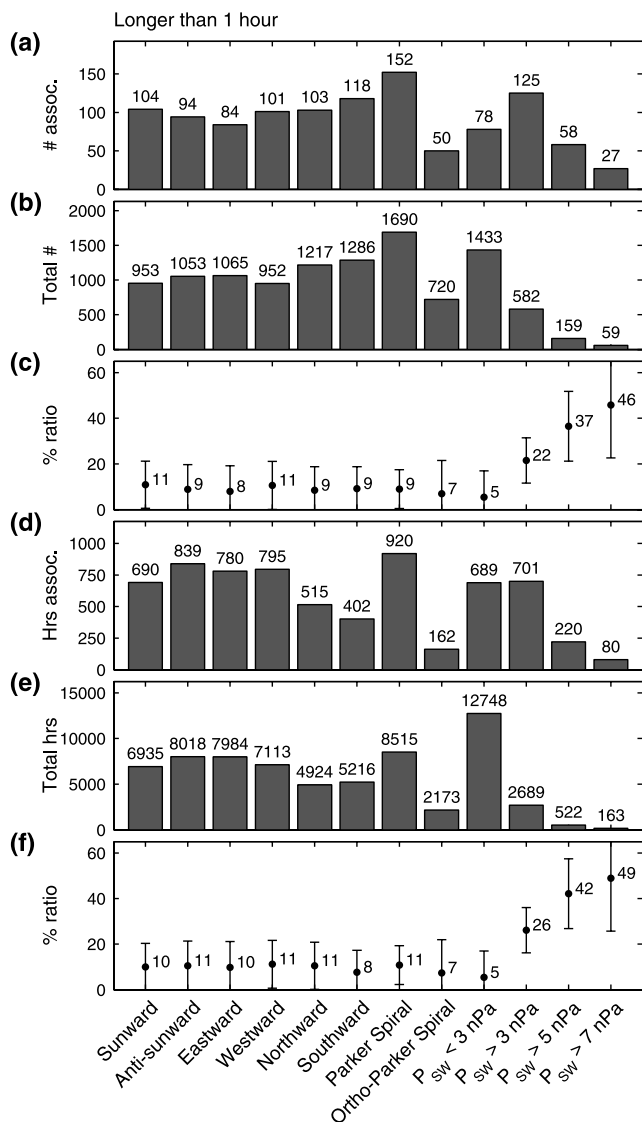 Longer than 1 hour
(a)
# assoc.
150
100
50
0
104 94 84 101 103 118 152 50 78 125 58 27
(b)
Total #
2000
1500
1000
500
0
953 1053 1065 952 1217 1286 1690 720 1433 582 159 59
(c)
% ratio
60
40
20
0
11 9 8 11 9 9 9 7 5 22 37 46
(d)
Hrs assoc.
1000
750
500
250
0
690 839 780 795 515 402 920 162 689 701 220 80
(e)
Total hrs
15000
10000
5000
0
6935 8018 7984 7113 4924 5216 8515 2173 12748 2689 522 163
(f)
% ratio
60
40
20
0
10 11 10 11 11 8 11 7 5 26 42 49
Sunward
Anti-sunward
Eastward
Westward
Northward
Southward
Parker Spiral
Ortho-Parker Spiral
P SW < 3 nPa
P SW > 3 nPa
P SW > 5 nPa
P SW > 7 nPa